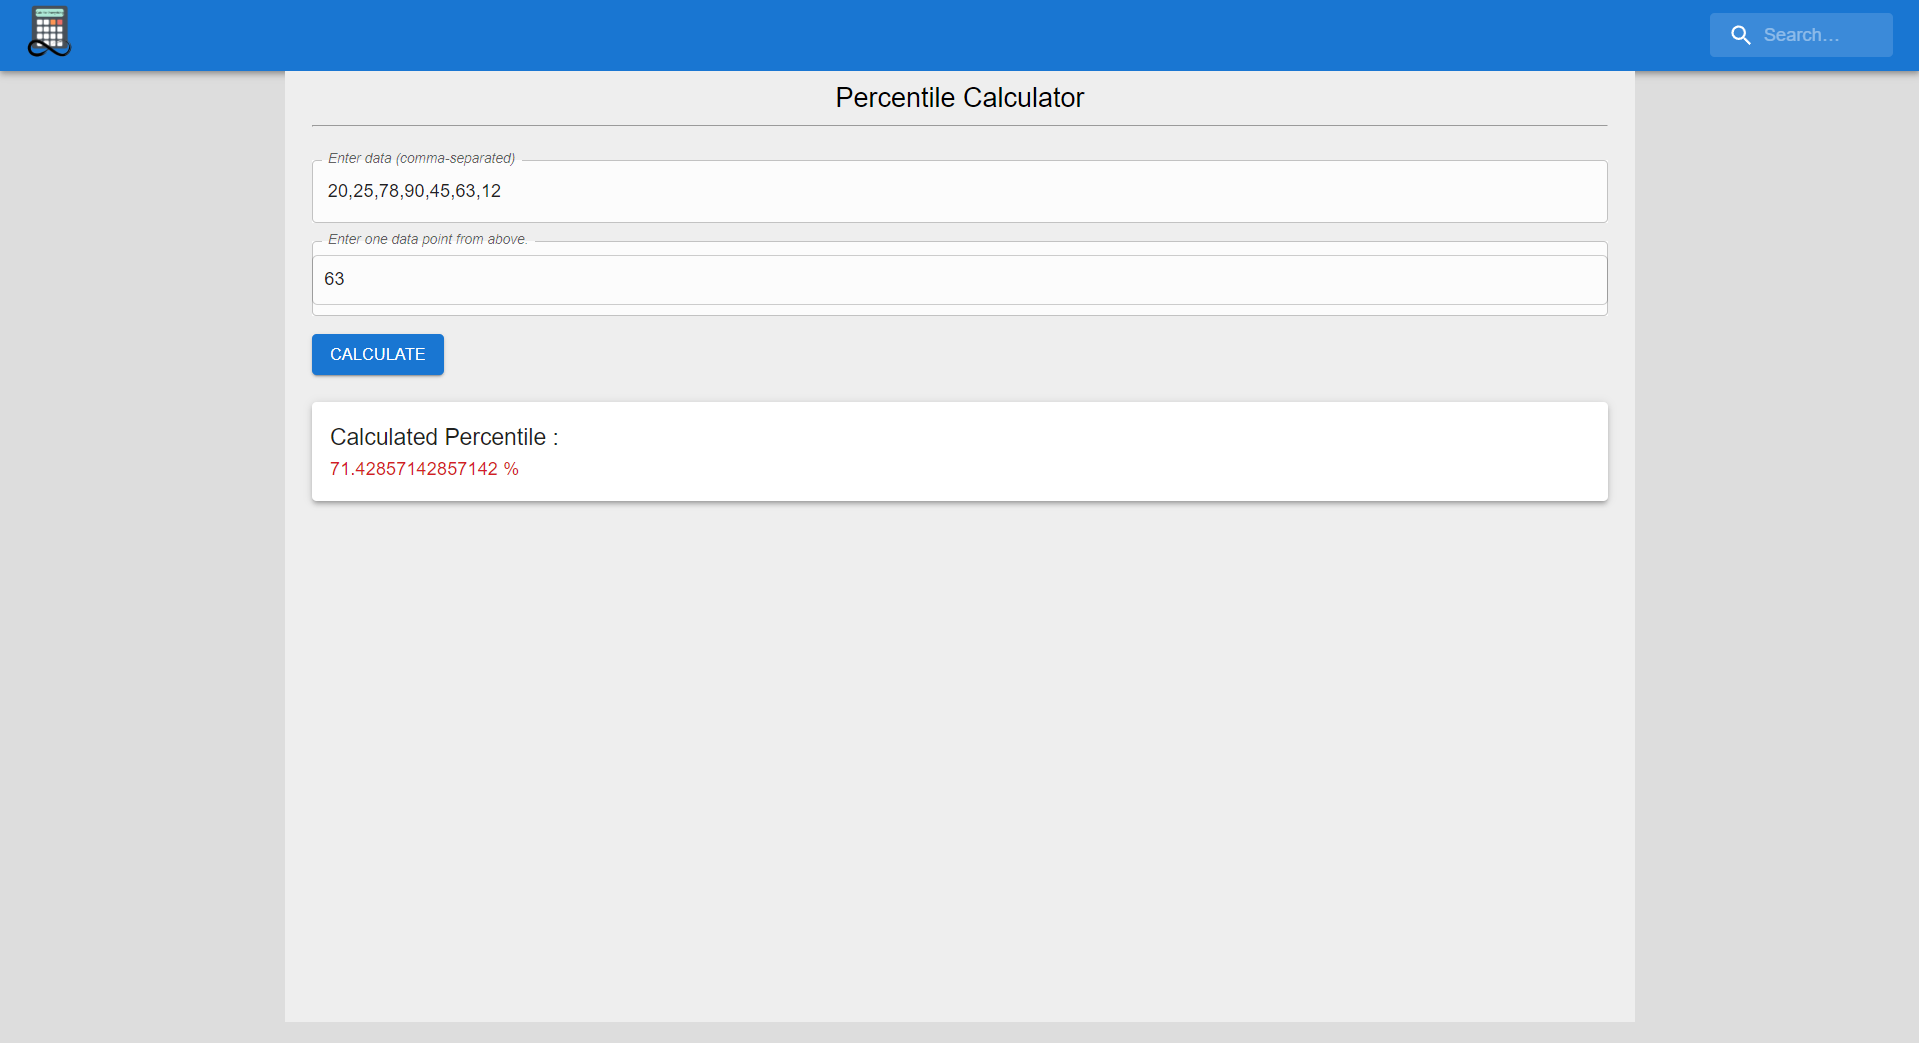 Search…
Percentile Calculator
Enter data (comma-separated)
20,25,78,90,45,63,12
Enter one data point from above.
63
CALCULATE
Calculated Percentile :
71.42857142857142 %